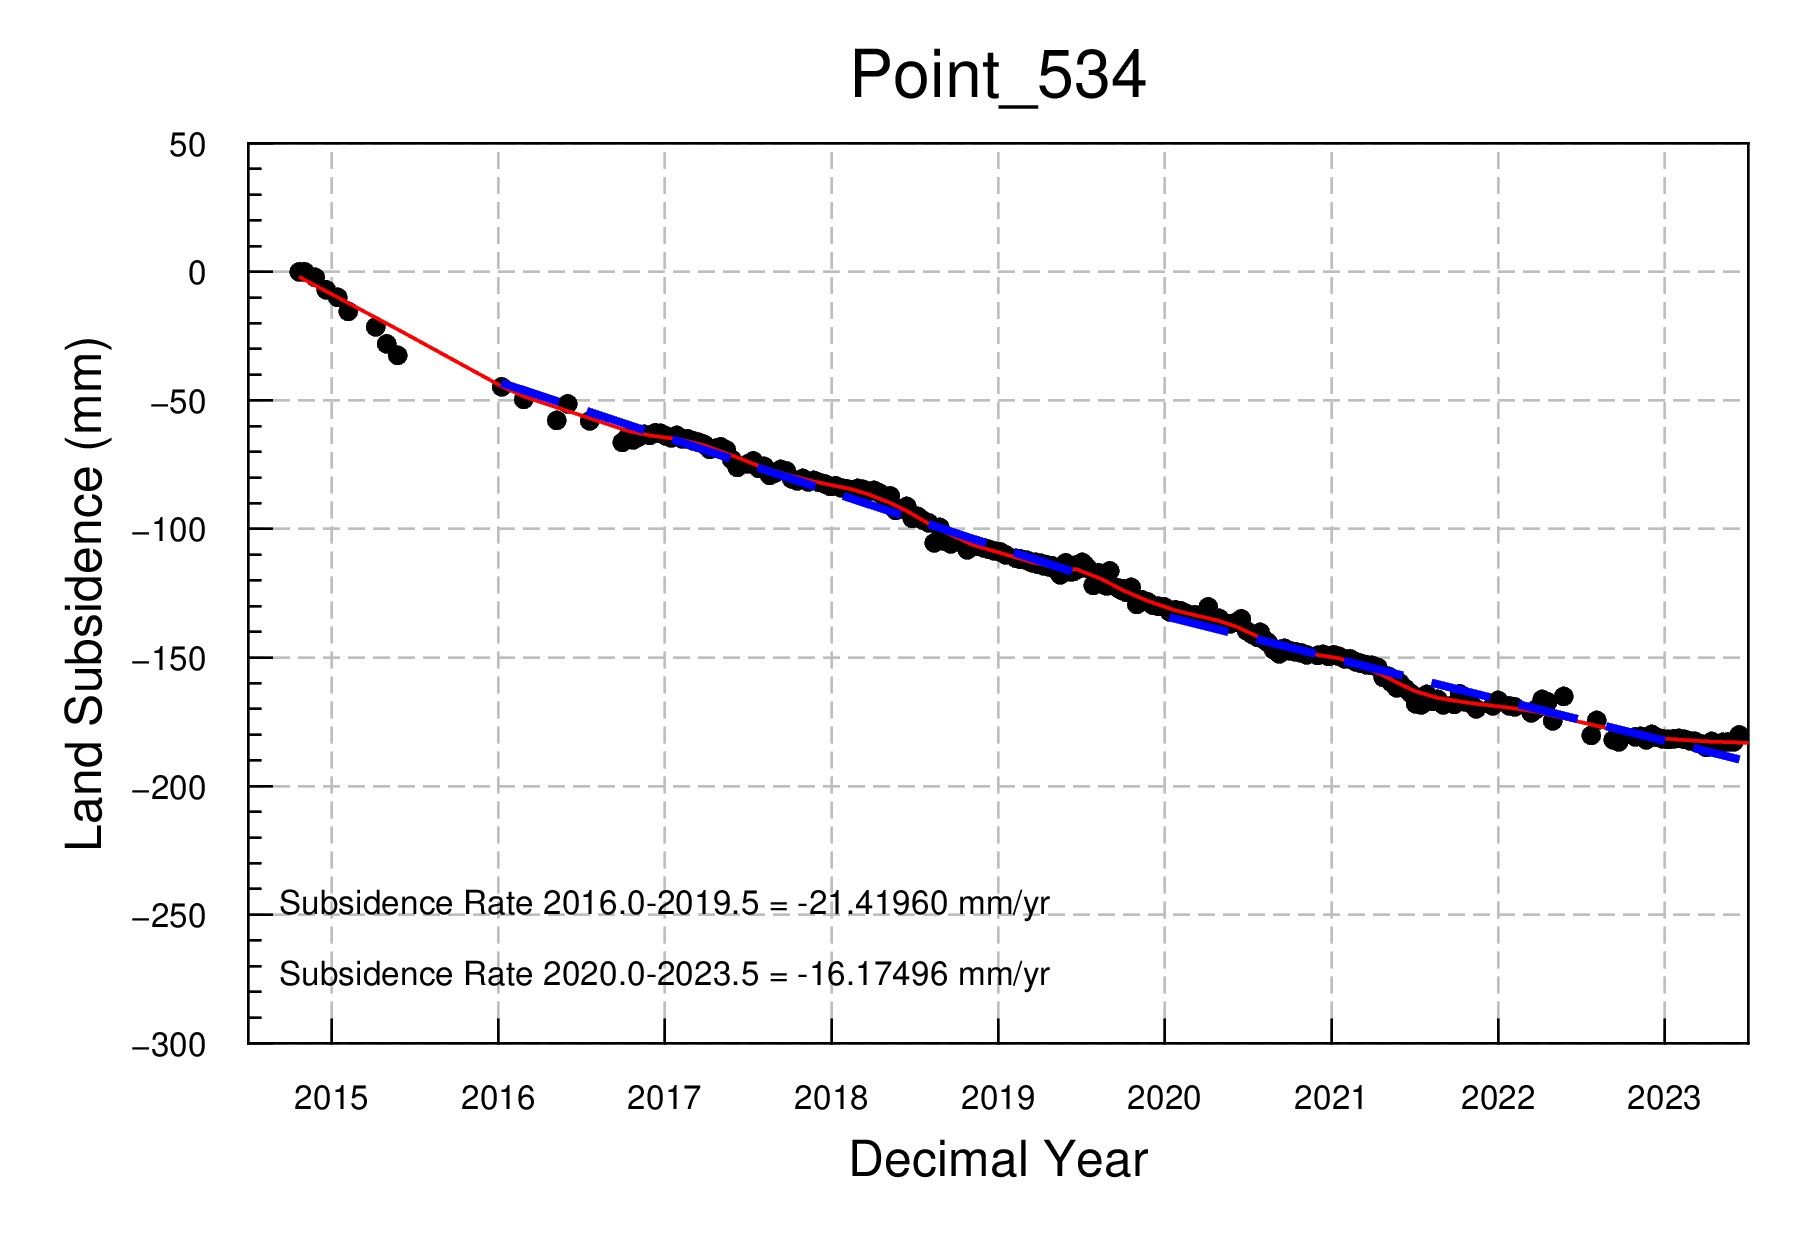 Point_534
50
0
−50
−100
−150
−200
−250
−300
Land Subsidence (mm)
Subsidence Rate 2016.0-2019.5 = -21.41960 mm/yr
Subsidence Rate 2020.0-2023.5 = -16.17496 mm/yr
2015 2016 2017 2018 2019 2020 2021 2022 2023
Decimal Year